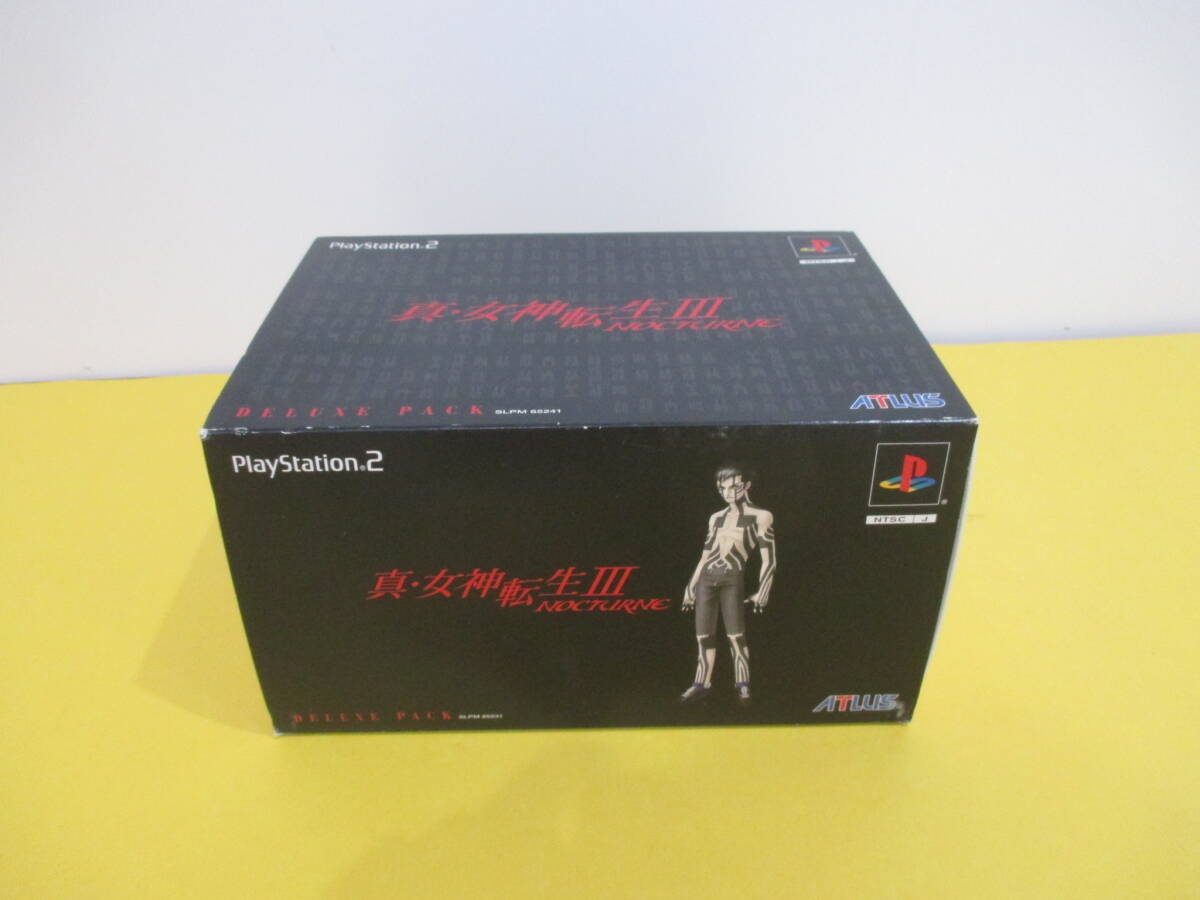 PlayStation®2
真・女神転生III
NOCTURNE
DELUXE PACK SLPM 65241
ATLUS
PlayStation®2
NTSC J
真・女神転生III
NOCTURNE
DELUXE PACK SLPM 65241
ATLUS